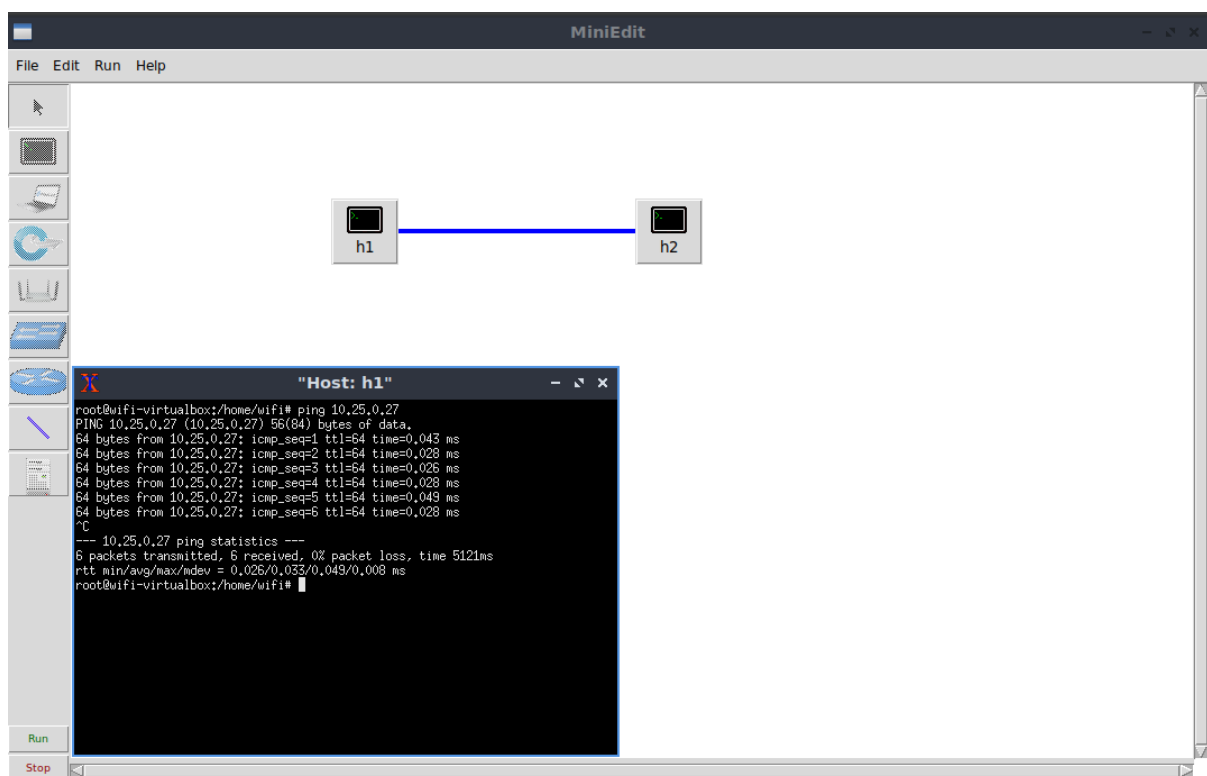 MiniEdit
File Edit Run Help
h1
h2
"Host: h1"
root@wifi-virtualbox:/home/wifi# ping 10.25.0.27
PING 10.25.0.27 (10.25.0.27) 56(84) bytes of data.
64 bytes from 10.25.0.27: icmp_seq=1 ttl=64 time=0.043 ms
64 bytes from 10.25.0.27: icmp_seq=2 ttl=64 time=0.028 ms
64 bytes from 10.25.0.27: icmp_seq=3 ttl=64 time=0.026 ms
64 bytes from 10.25.0.27: icmp_seq=4 ttl=64 time=0.028 ms
64 bytes from 10.25.0.27: icmp_seq=5 ttl=64 time=0.049 ms
64 bytes from 10.25.0.27: icmp_seq=6 ttl=64 time=0.028 ms
^C
--- 10.25.0.27 ping statistics ---
6 packets transmitted, 6 received, 0% packet loss, time 5121ms
rtt min/avg/max/mdev = 0.026/0.033/0.049/0.008 ms
root@wifi-virtualbox:/home/wifi#
Run
Stop